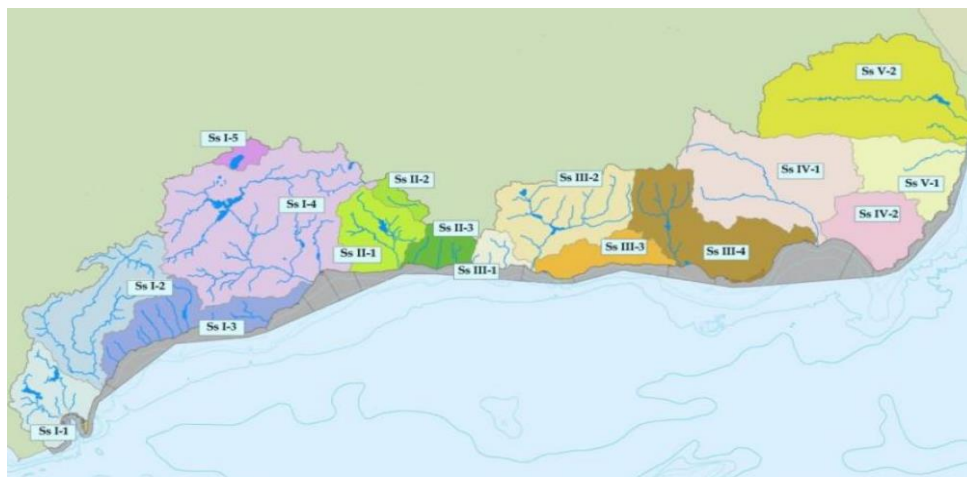 Ss V-2
Ss I-5
Ss III-2
Ss IV-1
Ss II-2
Ss V-1
Ss I-4
Ss IV-2
Ss II-3
Ss III-3
Ss III-4
Ss II-1
Ss III-1
Ss I-2
Ss I-3
Ss I-1